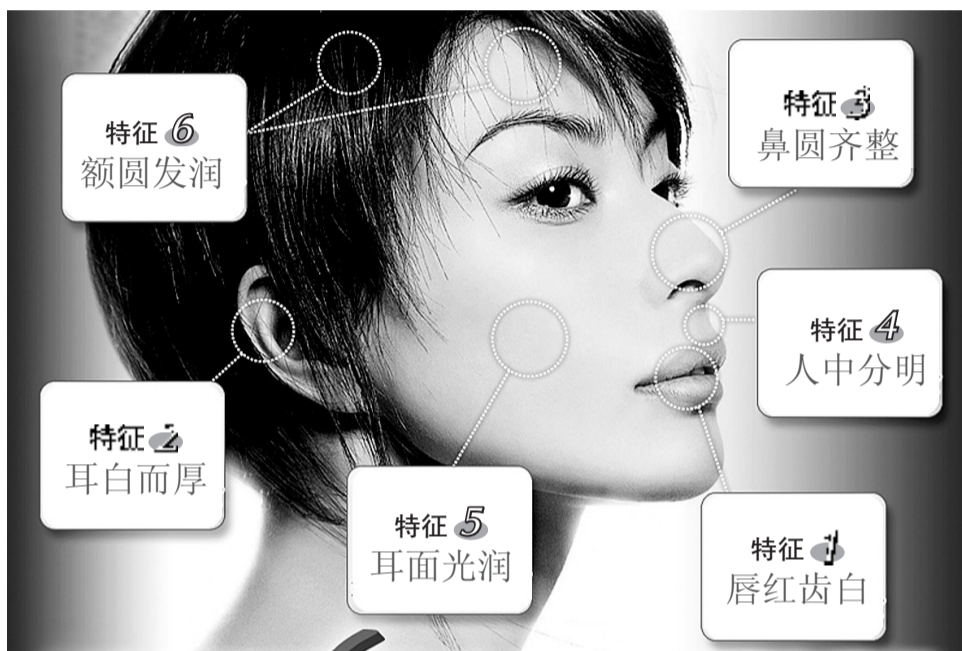 特征 6
额圆发润
特征 3
鼻圆齐整
特征 4
人中分明
特征 2
耳白而厚
特征 5
耳面光润
特征 1
唇红齿白